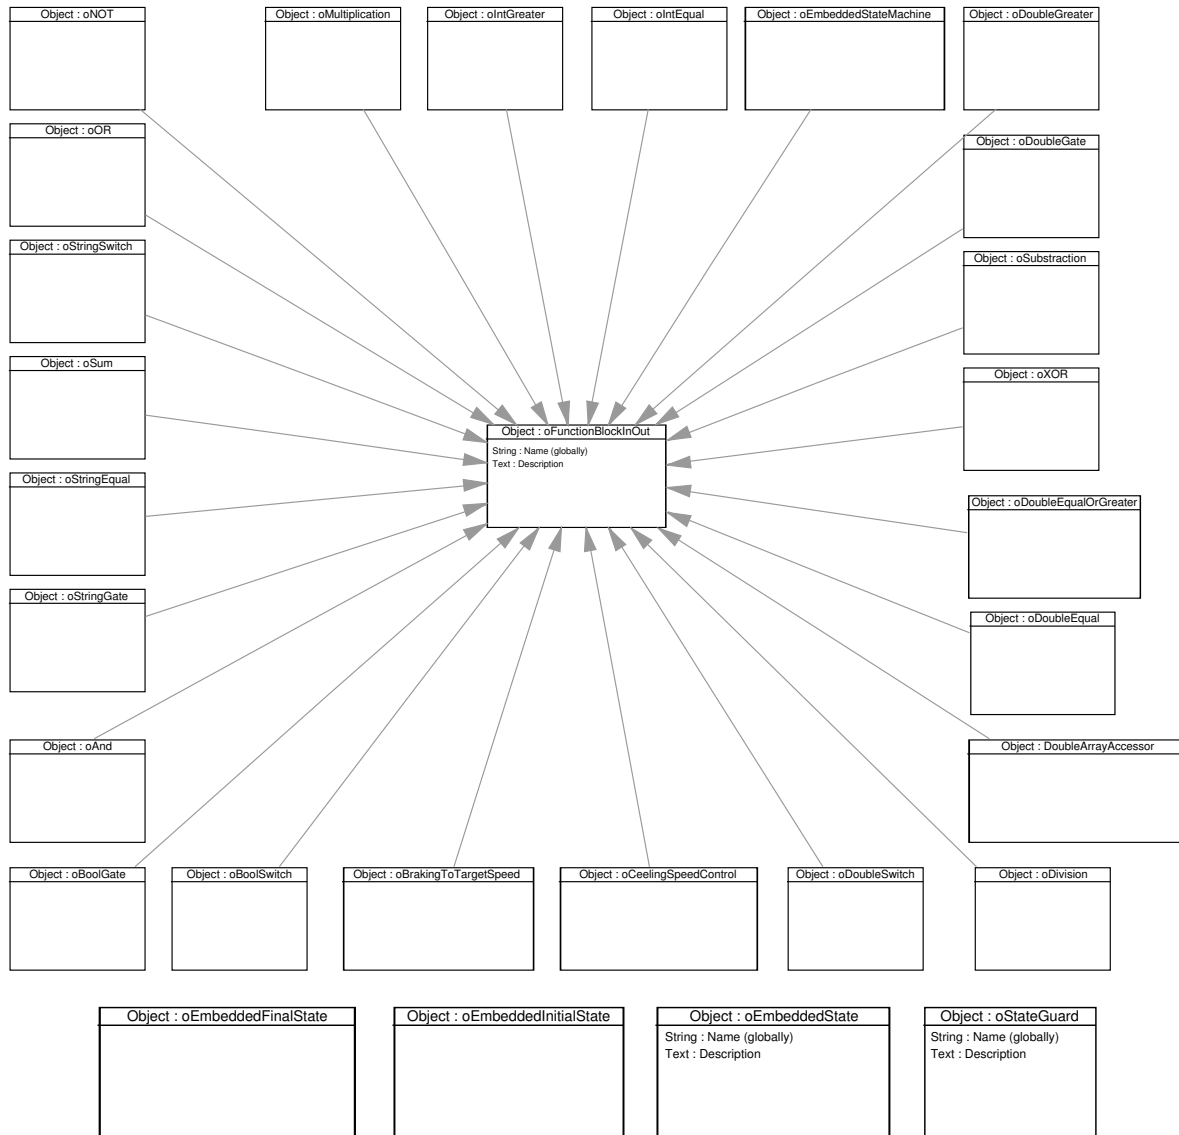 Object : oNOT
Object : oMultiplication
Object : oIntGreater
Object : oIntEqual
Object : oEmbeddedStateMachine
Object : oDoubleGreater
Object : oOR
Object : oDoubleGate
Object : oStringSwitch
Object : oSubstraction
Object : oSum
Object : oXOR
Object : oFunctionBlockInOut
String : Name (globally)
Text : Description
Object : oStringEqual
Object : oDoubleEqualOrGreater
Object : oStringGate
Object : oDoubleEqual
Object : oAnd
Object : DoubleArrayAccessor
Object : oBoolGate
Object : oBoolSwitch
Object : oBrakingToTargetSpeed
Object : oCeelingSpeedControl
Object : oDoubleSwitch
Object : oDivision
Object : oEmbeddedFinalState
Object : oEmbeddedInitialState
Object : oEmbeddedState
String : Name (globally)
Text : Description
Object : oStateGuard
String : Name (globally)
Text : Description